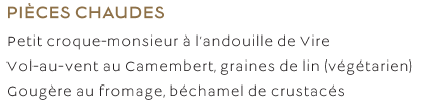 PIÈCES CHAUDES
Petit croque-monsieur à l'andouille de Vire
Vol-au-vent au Camembert, graines de lin (végétarien)
Gougère au fromage, béchamel de crustacés